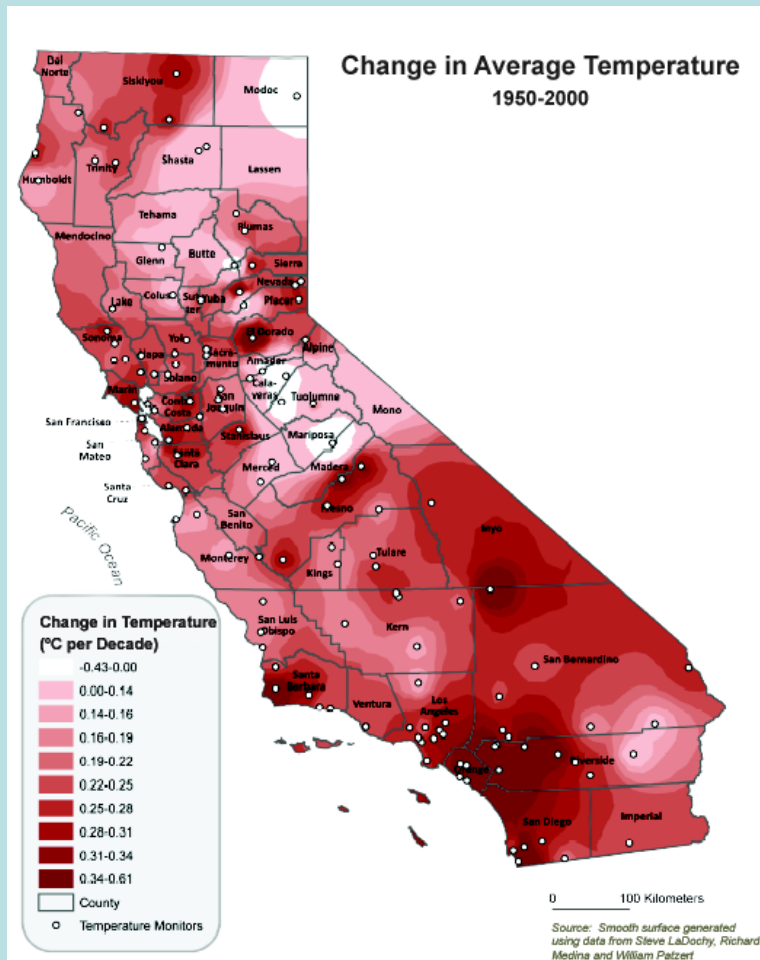 Change in Average Temperature
1950-2000
Del
Norte
Siskiyou
Modoc
Shasta
Trinity
Humboldt
Lassen
Tehama
Plumas
Mendocino
Glenn
Butte
Sierra
Nevada
Colusa
Sut
ter
Yuba
Placer
Lake
Sonoma
Napa
Yolo
El Dorado
Sacra-
mento
Alpine
Amador
Solano
Cala-
veras
Marin
Contra
Costa
San
Joaquin
Tuolumne
Mono
San Francisco
Alameda
Stanislaus
Mariposa
San
Mateo
Santa
Clara
Merced
Madera
Santa
Cruz
Fresno
San
Benito
Inyo
Pacific Ocean
Monterey
Kings
Tulare
San Luis
Obispo
Kern
San Bernardino
Santa
Barbara
Ventura
Los
Angeles
Orange
Riverside
San Diego
Imperial
Change in Temperature
(ºC per Decade)
-0.43-0.00
0.00-0.14
0.14-0.16
0.16-0.19
0.19-0.22
0.22-0.25
0.25-0.28
0.28-0.31
0.31-0.34
0.34-0.61
County
Temperature Monitors
0 100 Kilometers
Source: Smooth surface generated
using data from Steve LaDochy, Richard
Medina and William Patzert